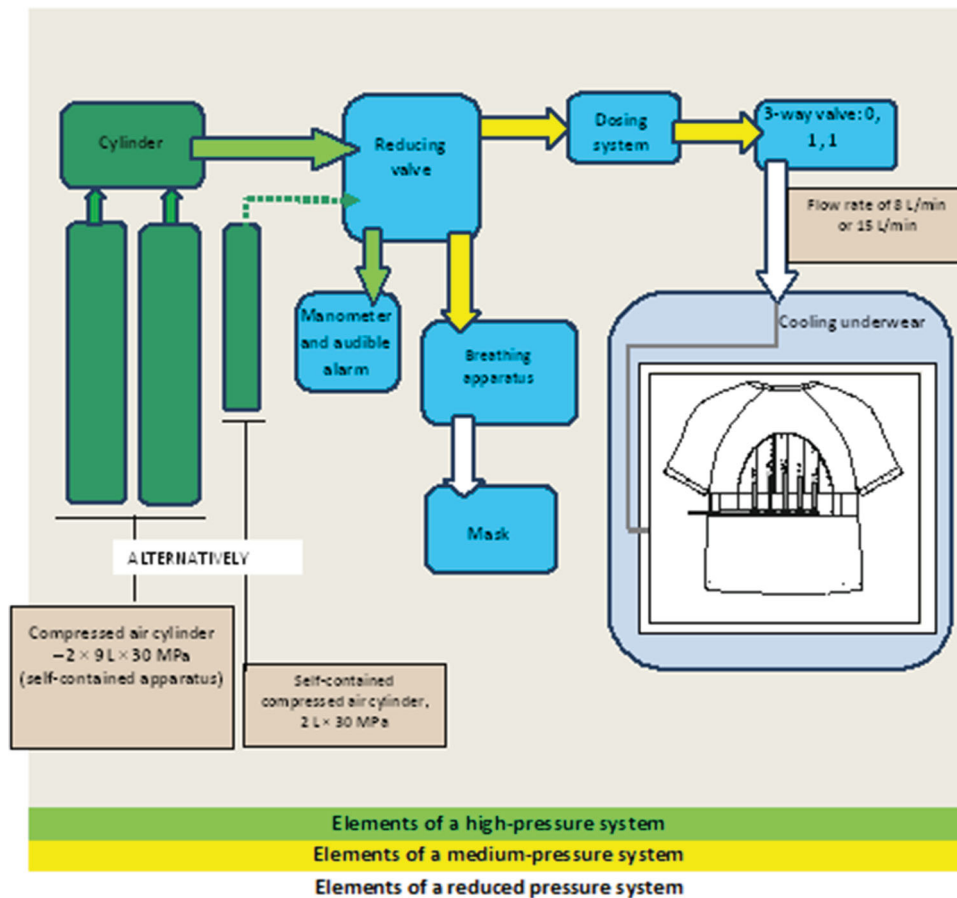 Cylinder
Reducing
valve
Dosing
system
3-way valve: 0,
1, 1
Flow rate of 8 L/min
or 15 L/min
Manometer
and audible
alarm
Breathing
apparatus
Mask
Cooling underwear
ALTERNATIVELY
Compressed air cylinder
–2 × 9 L × 30 MPa
(self-contained apparatus)
Self-contained
compressed air cylinder,
2 L × 30 MPa
Elements of a high-pressure system
Elements of a medium-pressure system
Elements of a reduced pressure system